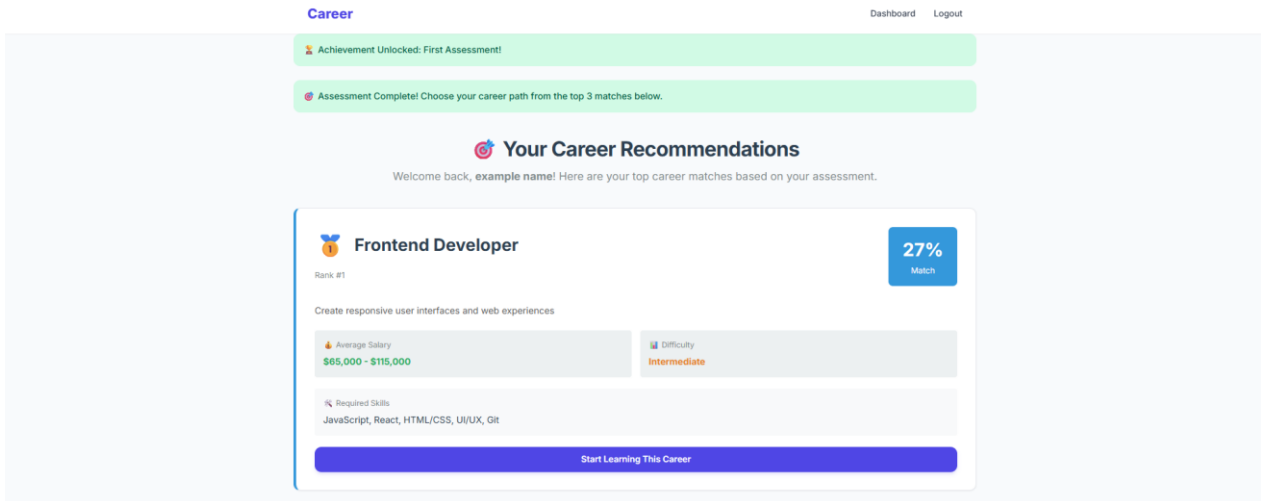 Career
Dashboard Logout
Achievement Unlocked: First Assessment!
Assessment Complete! Choose your career path from the top 3 matches below.
Your Career Recommendations
Welcome back, example name! Here are your top career matches based on your assessment.
1
Frontend Developer
27%
Match
Rank #1
Create responsive user interfaces and web experiences
Average Salary
$65,000 - $115,000
Difficulty
Intermediate
Required Skills
JavaScript, React, HTML/CSS, UI/UX, Git
Start Learning This Career